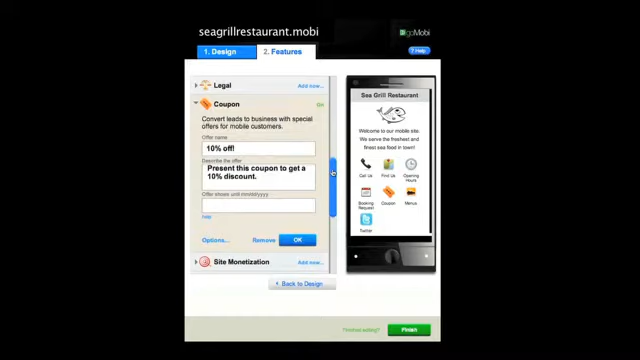 seagrillrestaurant.mobi
goMobi
1. Design
2. Features
? Help
Legal
Add now...
Coupon
On
Convert leads to business with special
offers for mobile customers.
Offer name
10% off!
Describe the offer
Present this coupon to get a
10% discount.
Offer shows until mm/dd/yyyy
Options...
Remove
OK
Site Monetization
Add now...
Back to Design
Sea Grill Restaurant
Welcome to our mobile site.
We serve the freshest and
finest sea food in town!
Call Us
Find Us
Opening
Hours
Booking
Request
Coupon
Menus
Twitter
Finished editing?
Finish